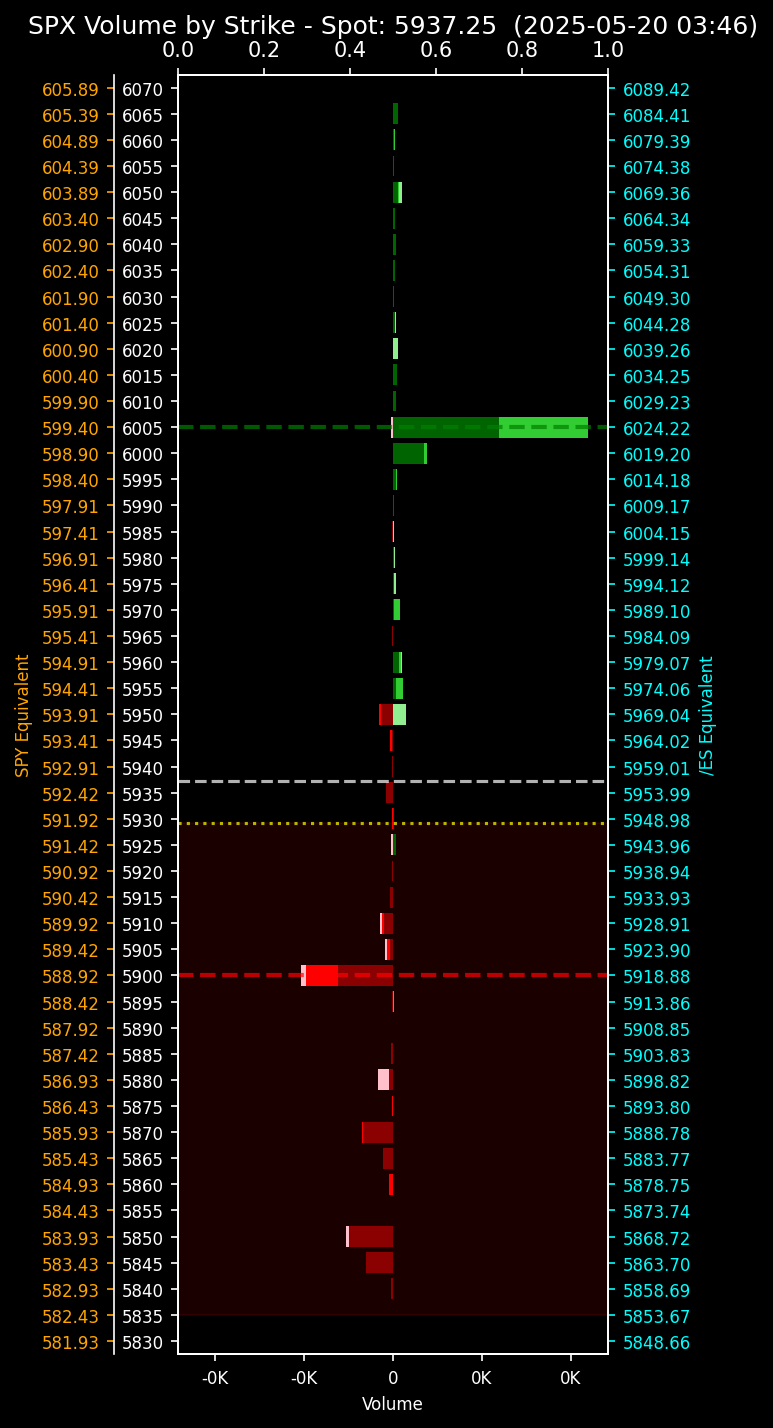 SPX Volume by Strike - Spot: 5937.25  (2025-05-20 03:46)
0.0 0.2 0.4 0.6 0.8 1.0
605.89 6070 6089.42
605.39 6065 6084.41
604.89 6060 6079.39
604.39 6055 6074.38
603.89 6050 6069.36
603.40 6045 6064.34
602.90 6040 6059.33
602.40 6035 6054.31
601.90 6030 6049.30
601.40 6025 6044.28
600.90 6020 6039.26
600.40 6015 6034.25
599.90 6010 6029.23
599.40 6005 6024.22
598.90 6000 6019.20
598.40 5995 6014.18
597.91 5990 6009.17
597.41 5985 6004.15
596.91 5980 5999.14
596.41 5975 5994.12
595.91 5970 5989.10
595.41 5965 5984.09
594.91 5960 5979.07
594.41 5955 5974.06
593.91 5950 5969.04
593.41 5945 5964.02
592.91 5940 5959.01
592.42 5935 5953.99
591.92 5930 5948.98
591.42 5925 5943.96
590.92 5920 5938.94
590.42 5915 5933.93
589.92 5910 5928.91
589.42 5905 5923.90
588.92 5900 5918.88
588.42 5895 5913.86
587.92 5890 5908.85
587.42 5885 5903.83
586.93 5880 5898.82
586.43 5875 5893.80
585.93 5870 5888.78
585.43 5865 5883.77
584.93 5860 5878.75
584.43 5855 5873.74
583.93 5850 5868.72
583.43 5845 5863.70
582.93 5840 5858.69
582.43 5835 5853.67
581.93 5830 5848.66
SPY Equivalent
/ES Equivalent
-0K -0K 0 0K 0K
Volume